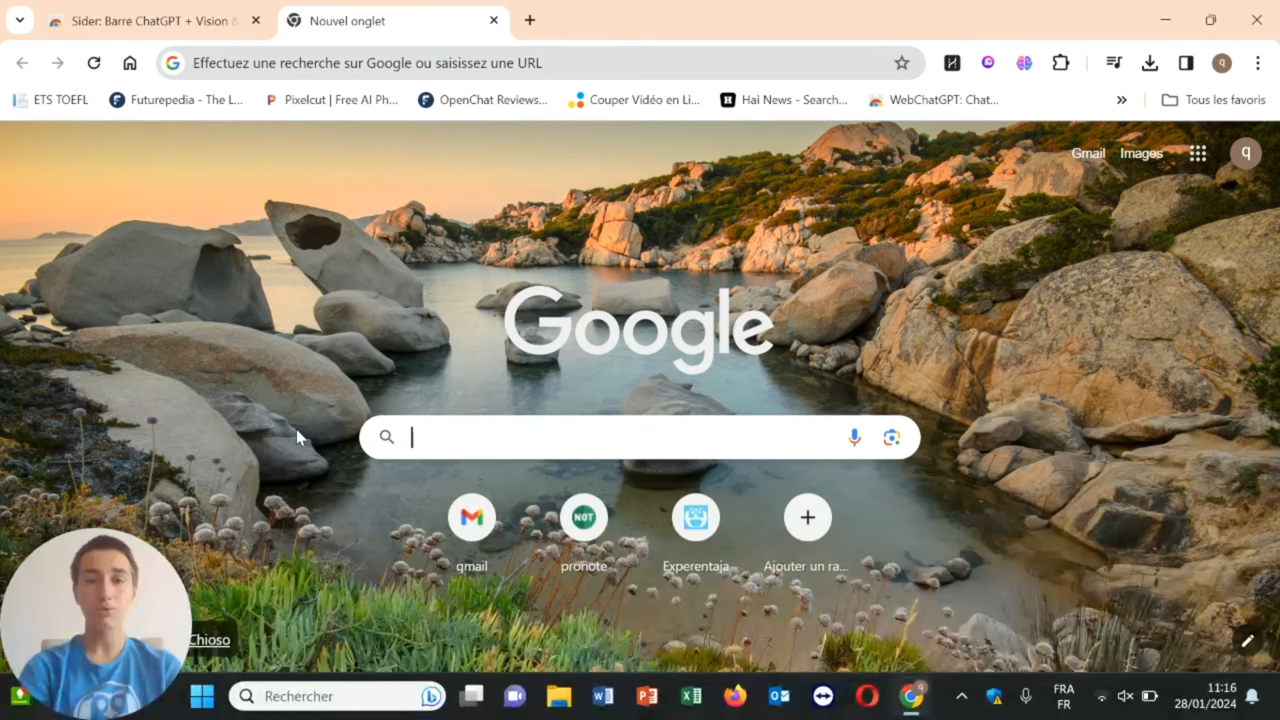 Sider: Barre ChatGPT + Vision &
Nouvel onglet
Effectuez une recherche sur Google ou saisissez une URL
ETS TOEFL
Futurepedia - The L...
Pixelcut | Free AI Ph...
OpenChat Reviews...
Couper Vidéo en Li...
Hai News - Search...
WebChatGPT: Chat...
Tous les favoris
Gmail
Images
q
Google
NOT
gmail
pronote
Experentaja
Ajouter un ra...
Chioso
Rechercher
FRA
FR
11:16
28/01/2024